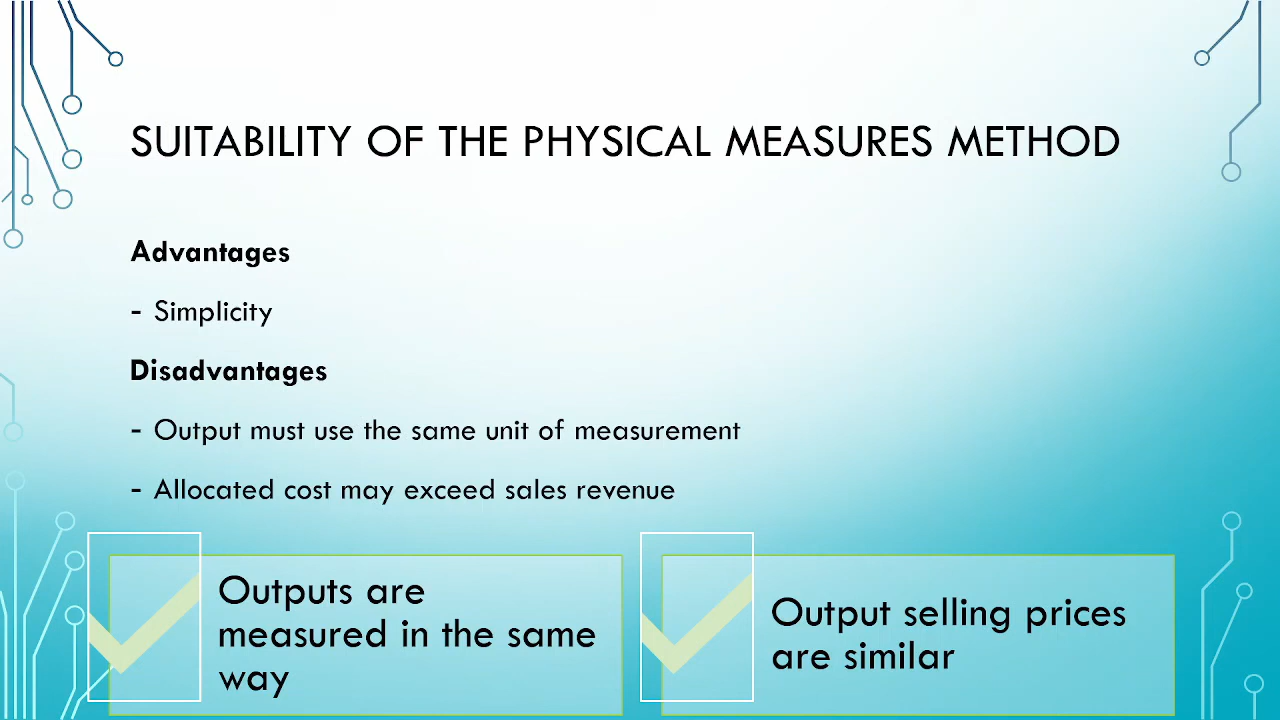 SUITABILITY OF THE PHYSICAL MEASURES METHOD
Advantages
- Simplicity
Disadvantages
- Output must use the same unit of measurement
- Allocated cost may exceed sales revenue
Outputs are
measured in the same
way
Output selling prices
are similar